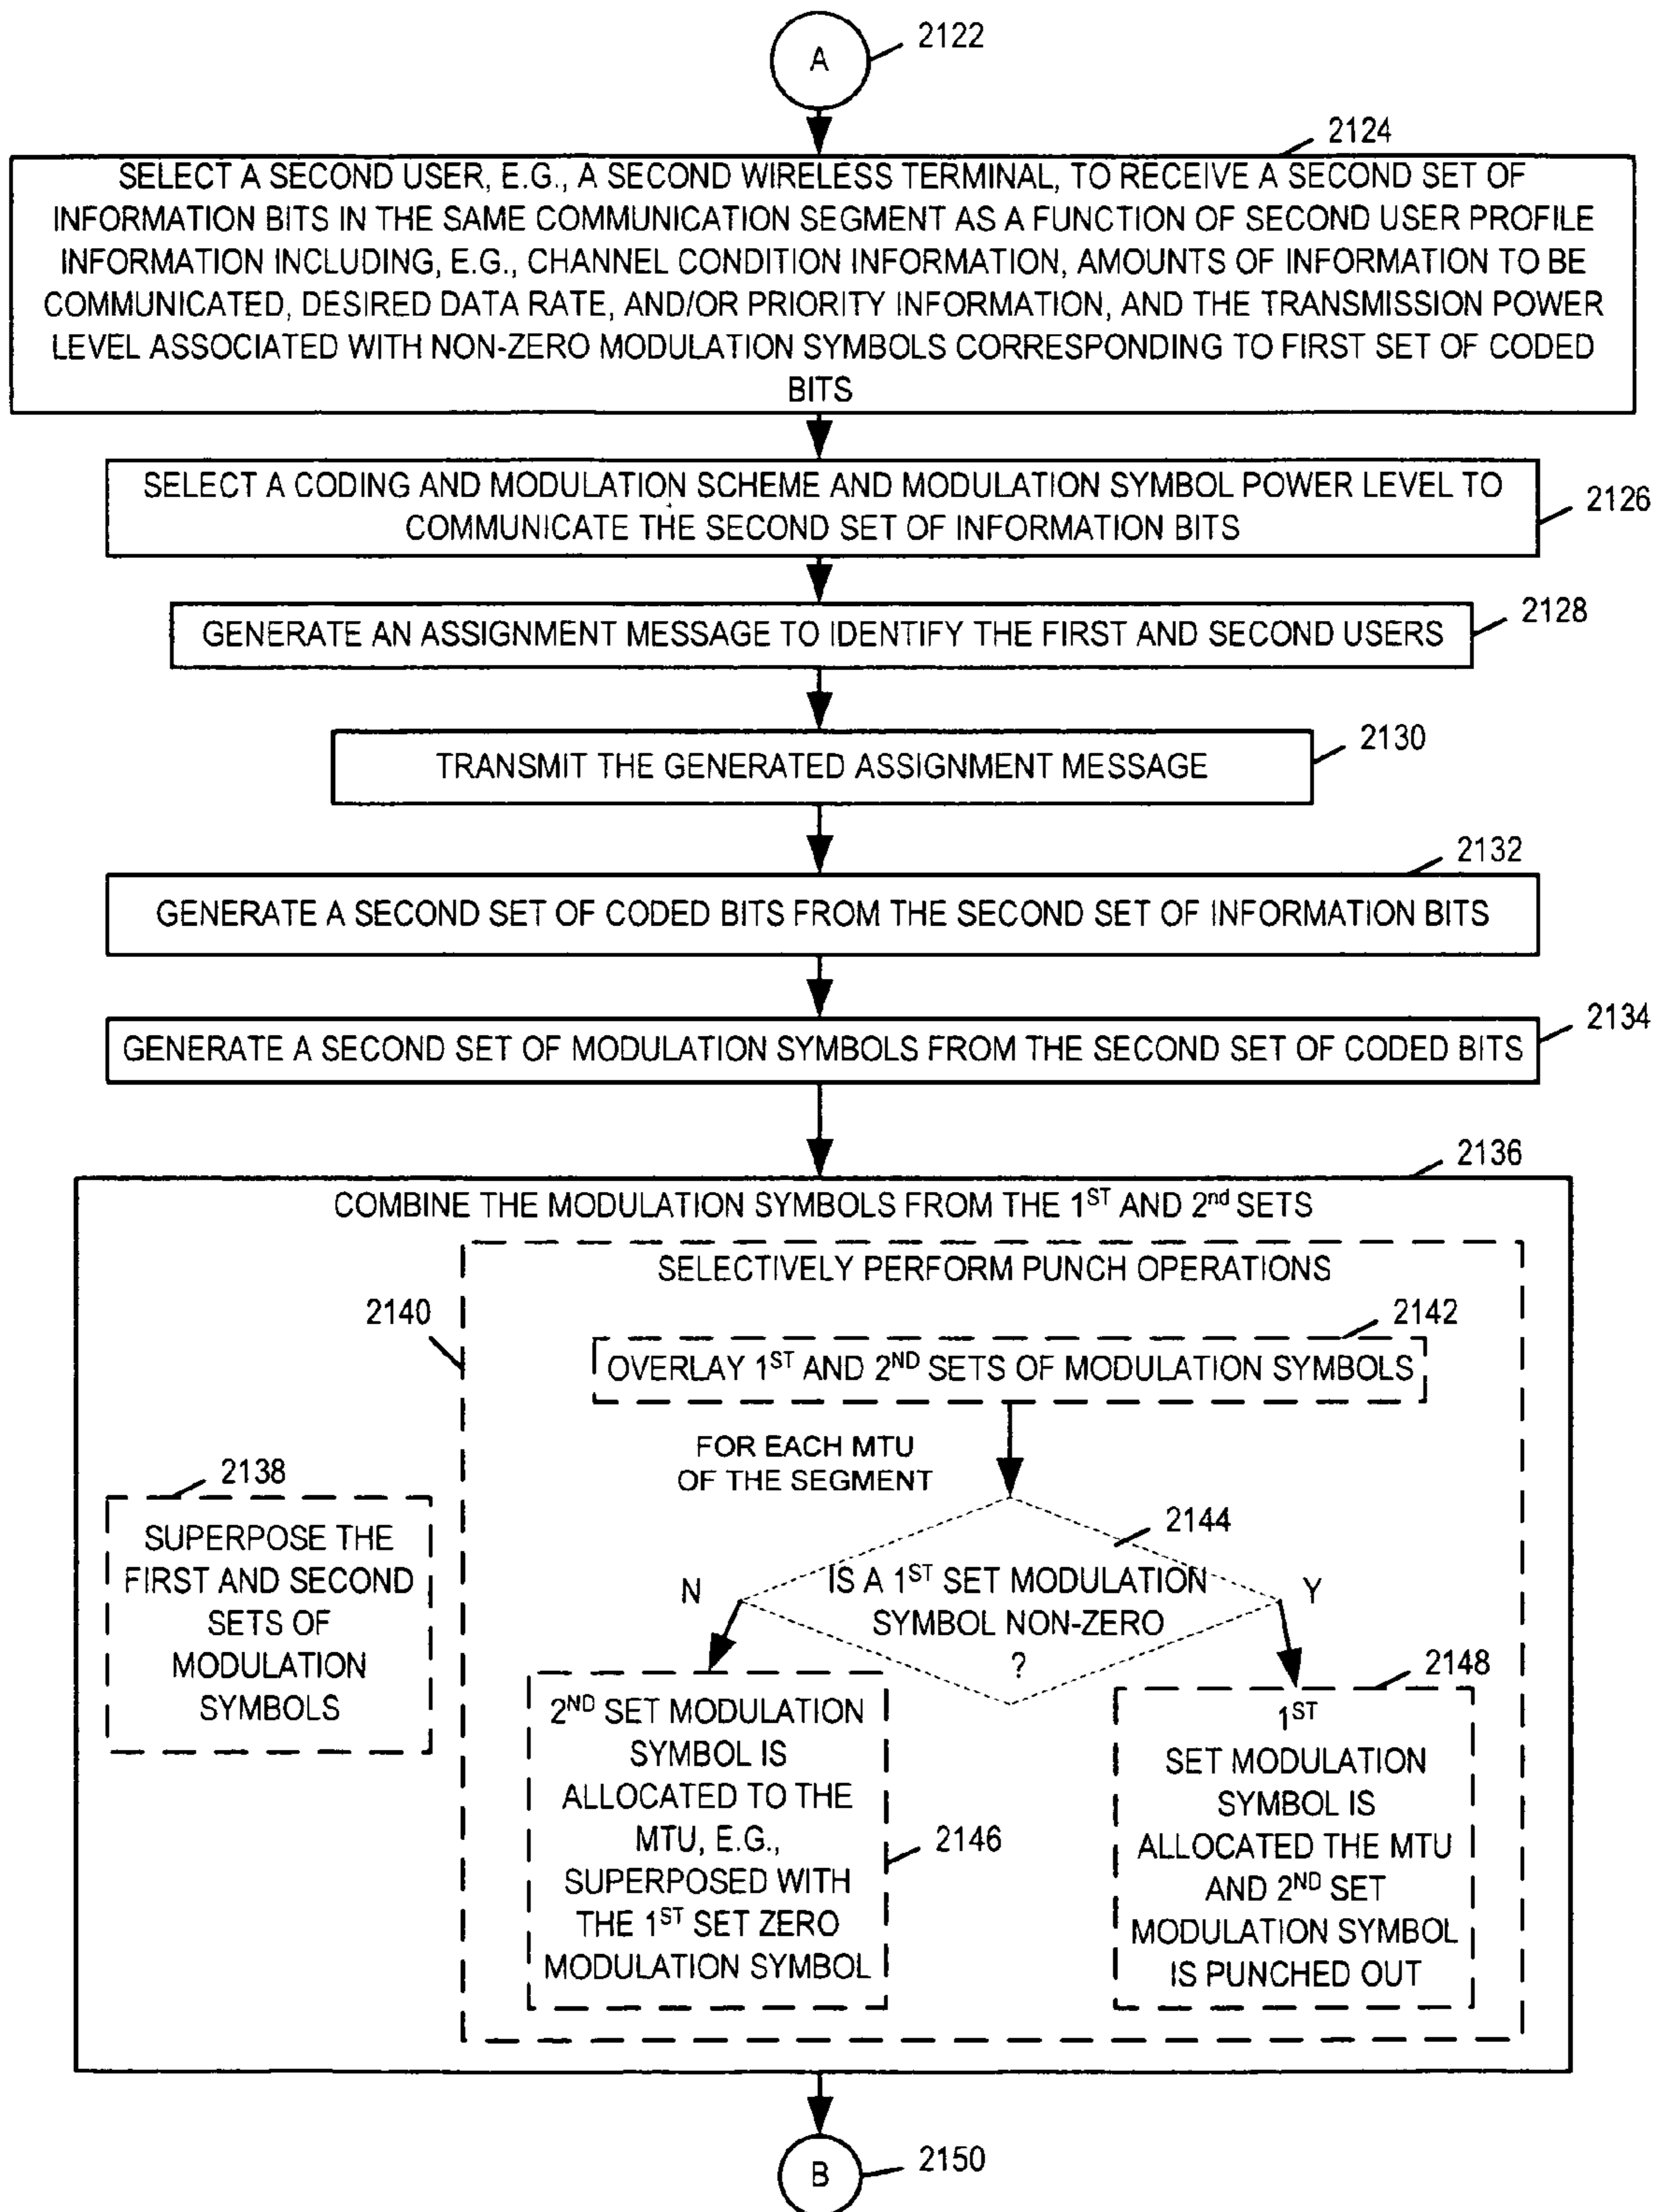 A
2122
2124
SELECT A SECOND USER, E.G., A SECOND WIRELESS TERMINAL, TO RECEIVE A SECOND SET OF
INFORMATION BITS IN THE SAME COMMUNICATION SEGMENT AS A FUNCTION OF SECOND USER PROFILE
INFORMATION INCLUDING, E.G., CHANNEL CONDITION INFORMATION, AMOUNTS OF INFORMATION TO BE
COMMUNICATED, DESIRED DATA RATE, AND/OR PRIORITY INFORMATION, AND THE TRANSMISSION POWER
LEVEL ASSOCIATED WITH NON-ZERO MODULATION SYMBOLS CORRESPONDING TO FIRST SET OF CODED
BITS
SELECT A CODING AND MODULATION SCHEME AND MODULATION SYMBOL POWER LEVEL TO
COMMUNICATE THE SECOND SET OF INFORMATION BITS
2126
GENERATE AN ASSIGNMENT MESSAGE TO IDENTIFY THE FIRST AND SECOND USERS
2128
TRANSMIT THE GENERATED ASSIGNMENT MESSAGE
2130
2132
GENERATE A SECOND SET OF CODED BITS FROM THE SECOND SET OF INFORMATION BITS
GENERATE A SECOND SET OF MODULATION SYMBOLS FROM THE SECOND SET OF CODED BITS
2134
2136
COMBINE THE MODULATION SYMBOLS FROM THE 1ST AND 2nd SETS
2138
SUPERPOSE THE
FIRST AND SECOND
SETS OF
MODULATION
SYMBOLS
2140
SELECTIVELY PERFORM PUNCH OPERATIONS
2142
OVERLAY 1ST AND 2ND SETS OF MODULATION SYMBOLS
FOR EACH MTU
OF THE SEGMENT
2144
IS A 1ST SET MODULATION
SYMBOL NON-ZERO
?
N
Y
2ND SET MODULATION
SYMBOL IS
ALLOCATED TO THE
MTU, E.G.,
SUPERPOSED WITH
THE 1ST SET ZERO
MODULATION SYMBOL
2146
2148
1ST
SET MODULATION
SYMBOL IS
ALLOCATED THE MTU
AND 2ND SET
MODULATION SYMBOL
IS PUNCHED OUT
B
2150